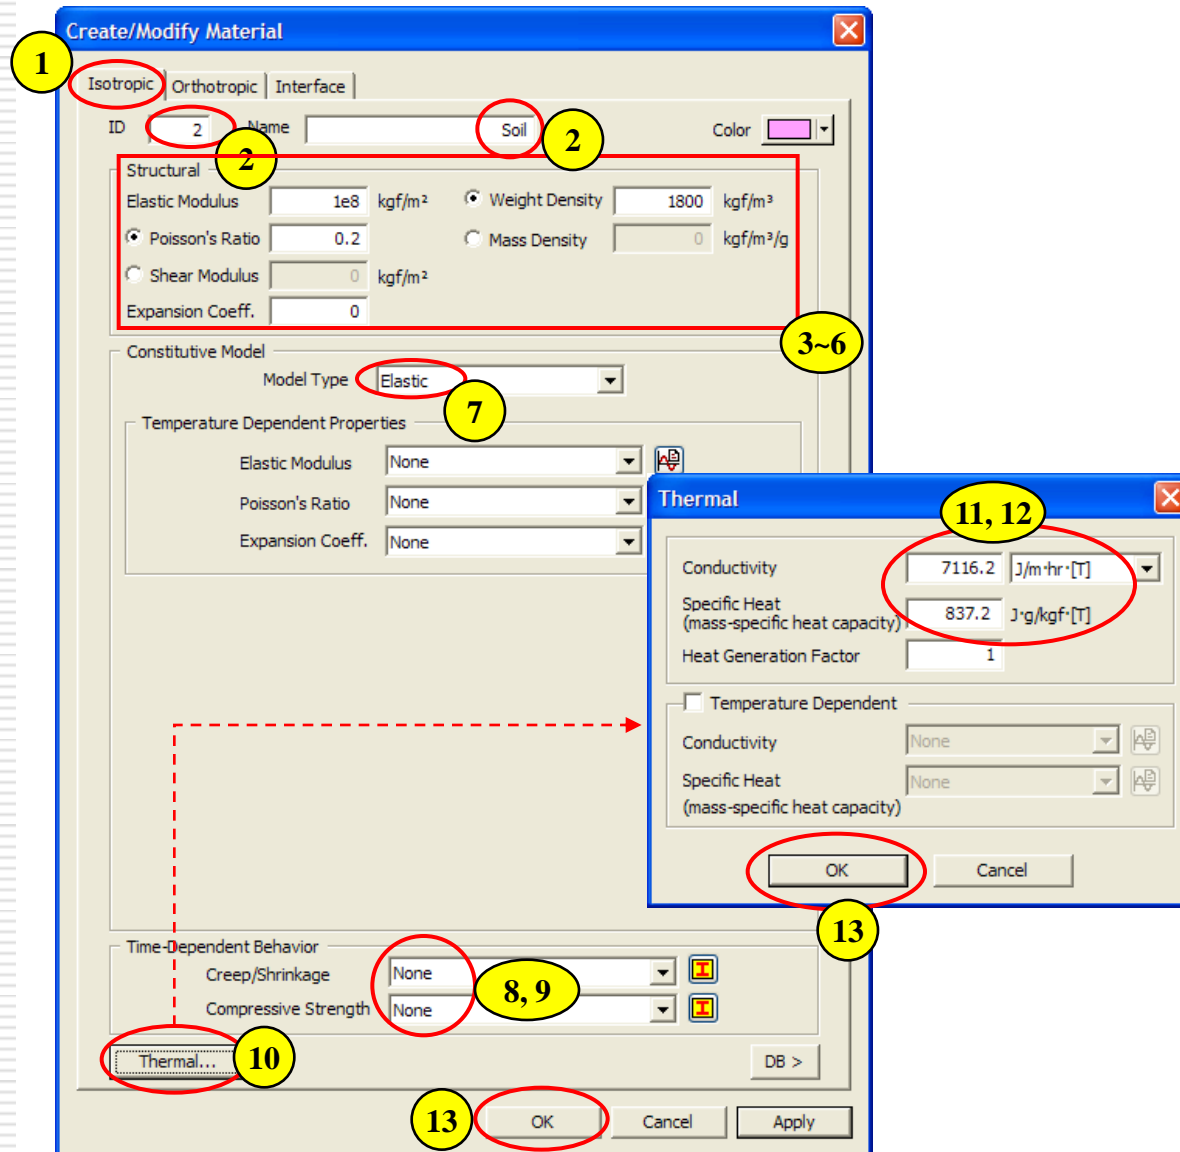 Create/Modify Material
1
Isotropic Orthotropic Interface
ID 2 Name Soil Color
2 2
Structural
Elastic Modulus 1e8 kgf/m² Weight Density 1800 kgf/m³
Poisson's Ratio 0.2 Mass Density 0 kgf/m³/g
Shear Modulus 0 kgf/m²
Expansion Coeff. 0
3~6
Constitutive Model
Model Type Elastic
7
Temperature Dependent Properties
Elastic Modulus None
Poisson's Ratio None
Expansion Coeff. None
Thermal
11, 12
Conductivity 7116.2 J/m·hr·[T]
Specific Heat
(mass-specific heat capacity) 837.2 J·g/kgf·[T]
Heat Generation Factor 1
Temperature Dependent
Conductivity None
Specific Heat None
(mass-specific heat capacity)
OK Cancel
13
Time-Dependent Behavior
Creep/Shrinkage None
8, 9
Compressive Strength None
Thermal... 10 DB >
13 OK Cancel Apply